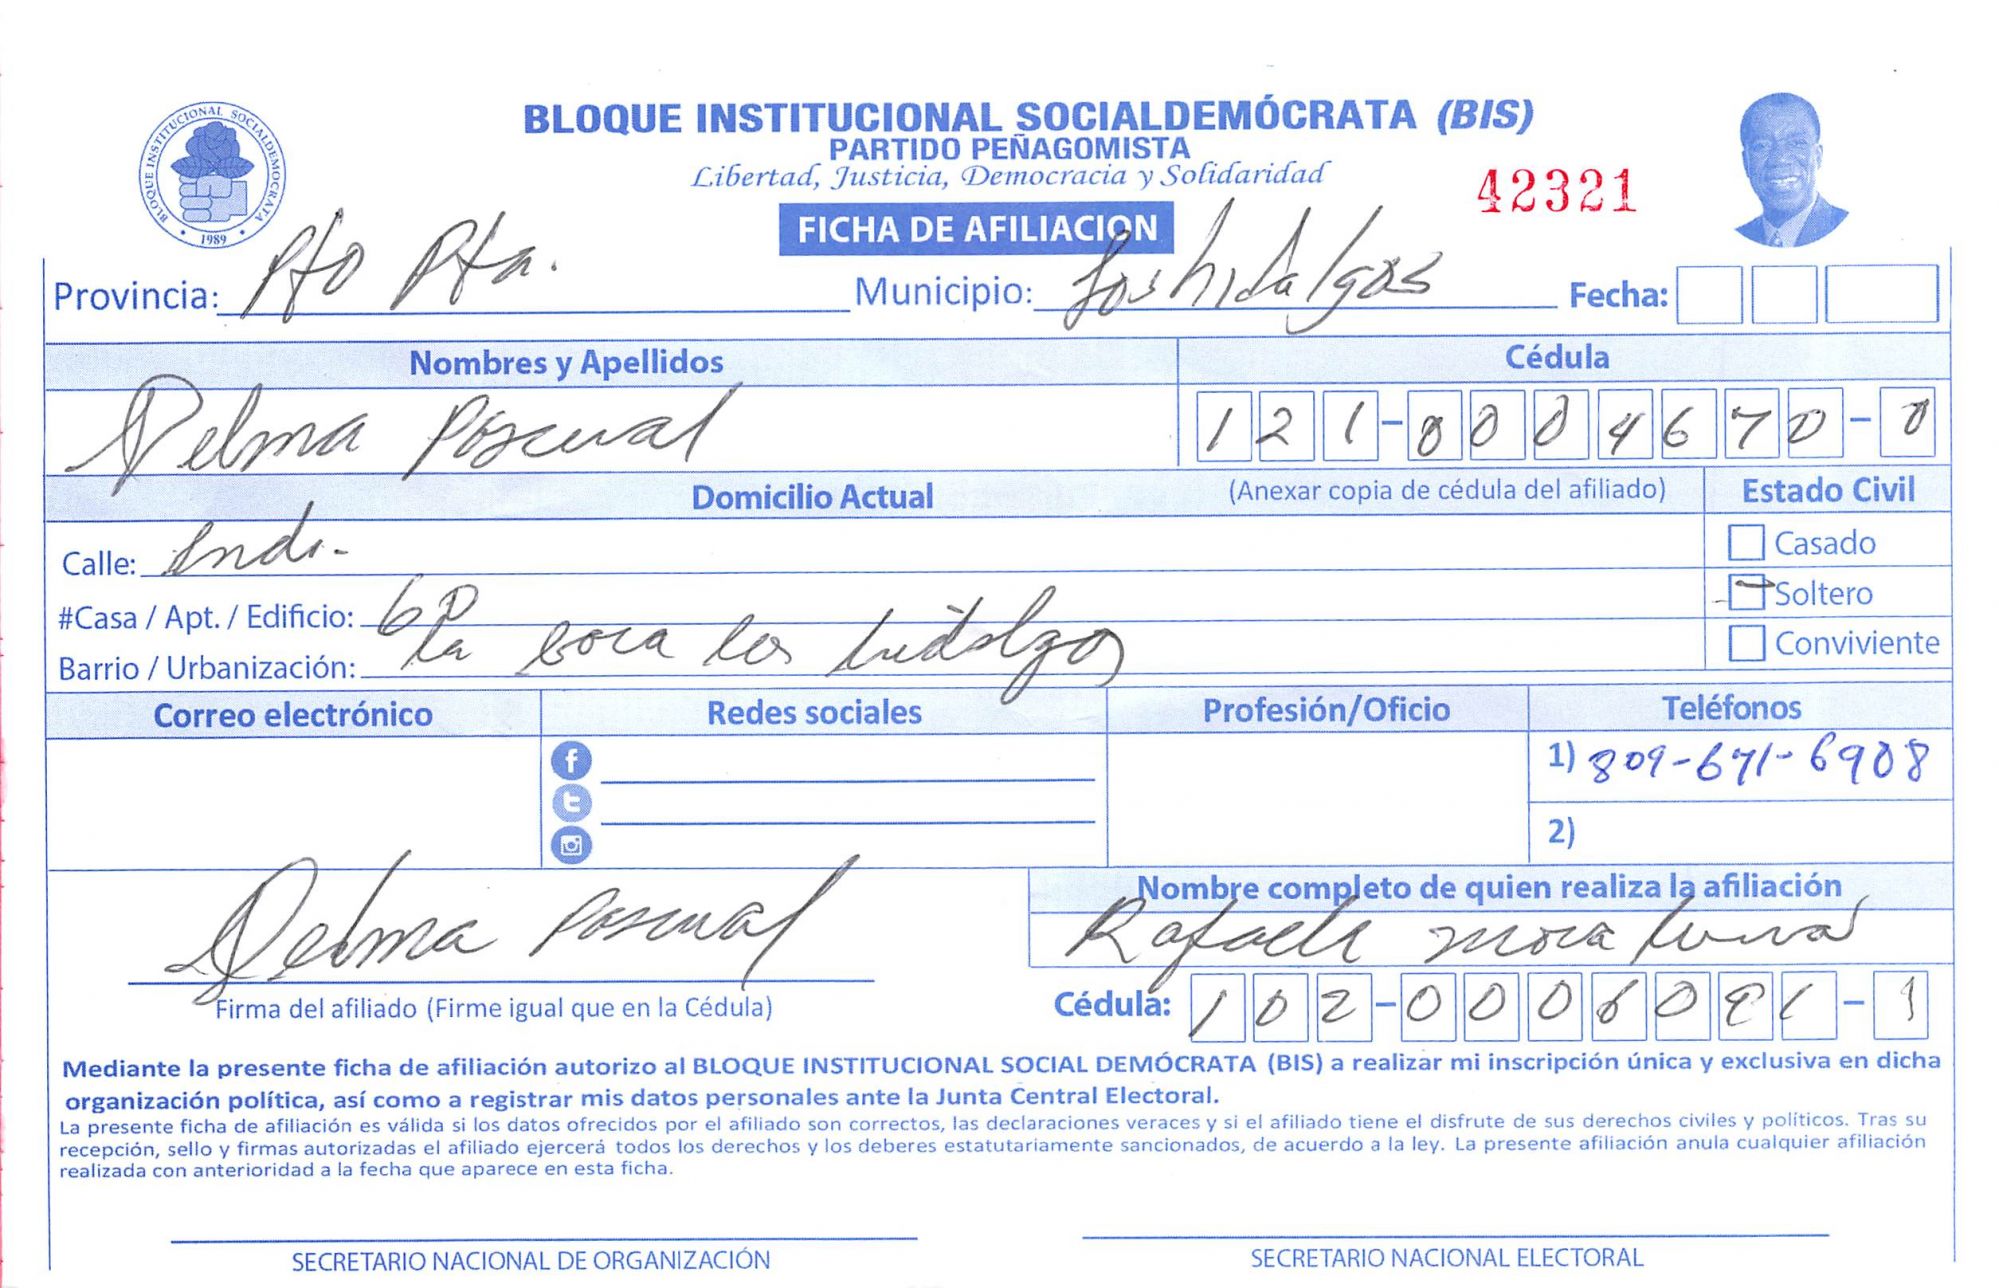 BLOQUE INSTITUCIONAL SOCIALDEMÓCRATA (BIS)
PARTIDO PEÑAGOMISTA
Libertad, Justicia, Democracia y Solidaridad
42321
BLOQUE INSTITUCIONAL SOCIALDEMOCRATA
1989
FICHA DE AFILIACION
Provincia: Pto Pta. Municipio: Los hidalgos Fecha:
Nombres y Apellidos Cédula
Delma Pascual 121-0004670-0
Domicilio Actual (Anexar copia de cédula del afiliado) Estado Civil
Calle: Casado
#Casa / Apt. / Edificio: 60 Soltero
Barrio / Urbanización: La los hidalgo Conviviente
Correo electrónico Redes sociales Profesión/Oficio Teléfonos
1) 809-671-6908
2)
Nombre completo de quien realiza la afiliación
Delma Pascual Rafaela mora
Firma del afiliado (Firme igual que en la Cédula) Cédula: 102-0006091-1
Mediante la presente ficha de afiliación autorizo al BLOQUE INSTITUCIONAL SOCIAL DEMÓCRATA (BIS) a realizar mi inscripción única y exclusiva en dicha
organización política, así como a registrar mis datos personales ante la Junta Central Electoral.
La presente ficha de afiliación es válida si los datos ofrecidos por el afiliado son correctos, las declaraciones veraces y si el afiliado tiene el disfrute de sus derechos civiles y políticos. Tras su
recepción, sello y firmas autorizadas el afiliado ejercerá todos los derechos y los deberes estatutariamente sancionados, de acuerdo a la ley. La presente afiliación anula cualquier afiliación
realizada con anterioridad a la fecha que aparece en esta ficha.
SECRETARIO NACIONAL DE ORGANIZACIÓN SECRETARIO NACIONAL ELECTORAL